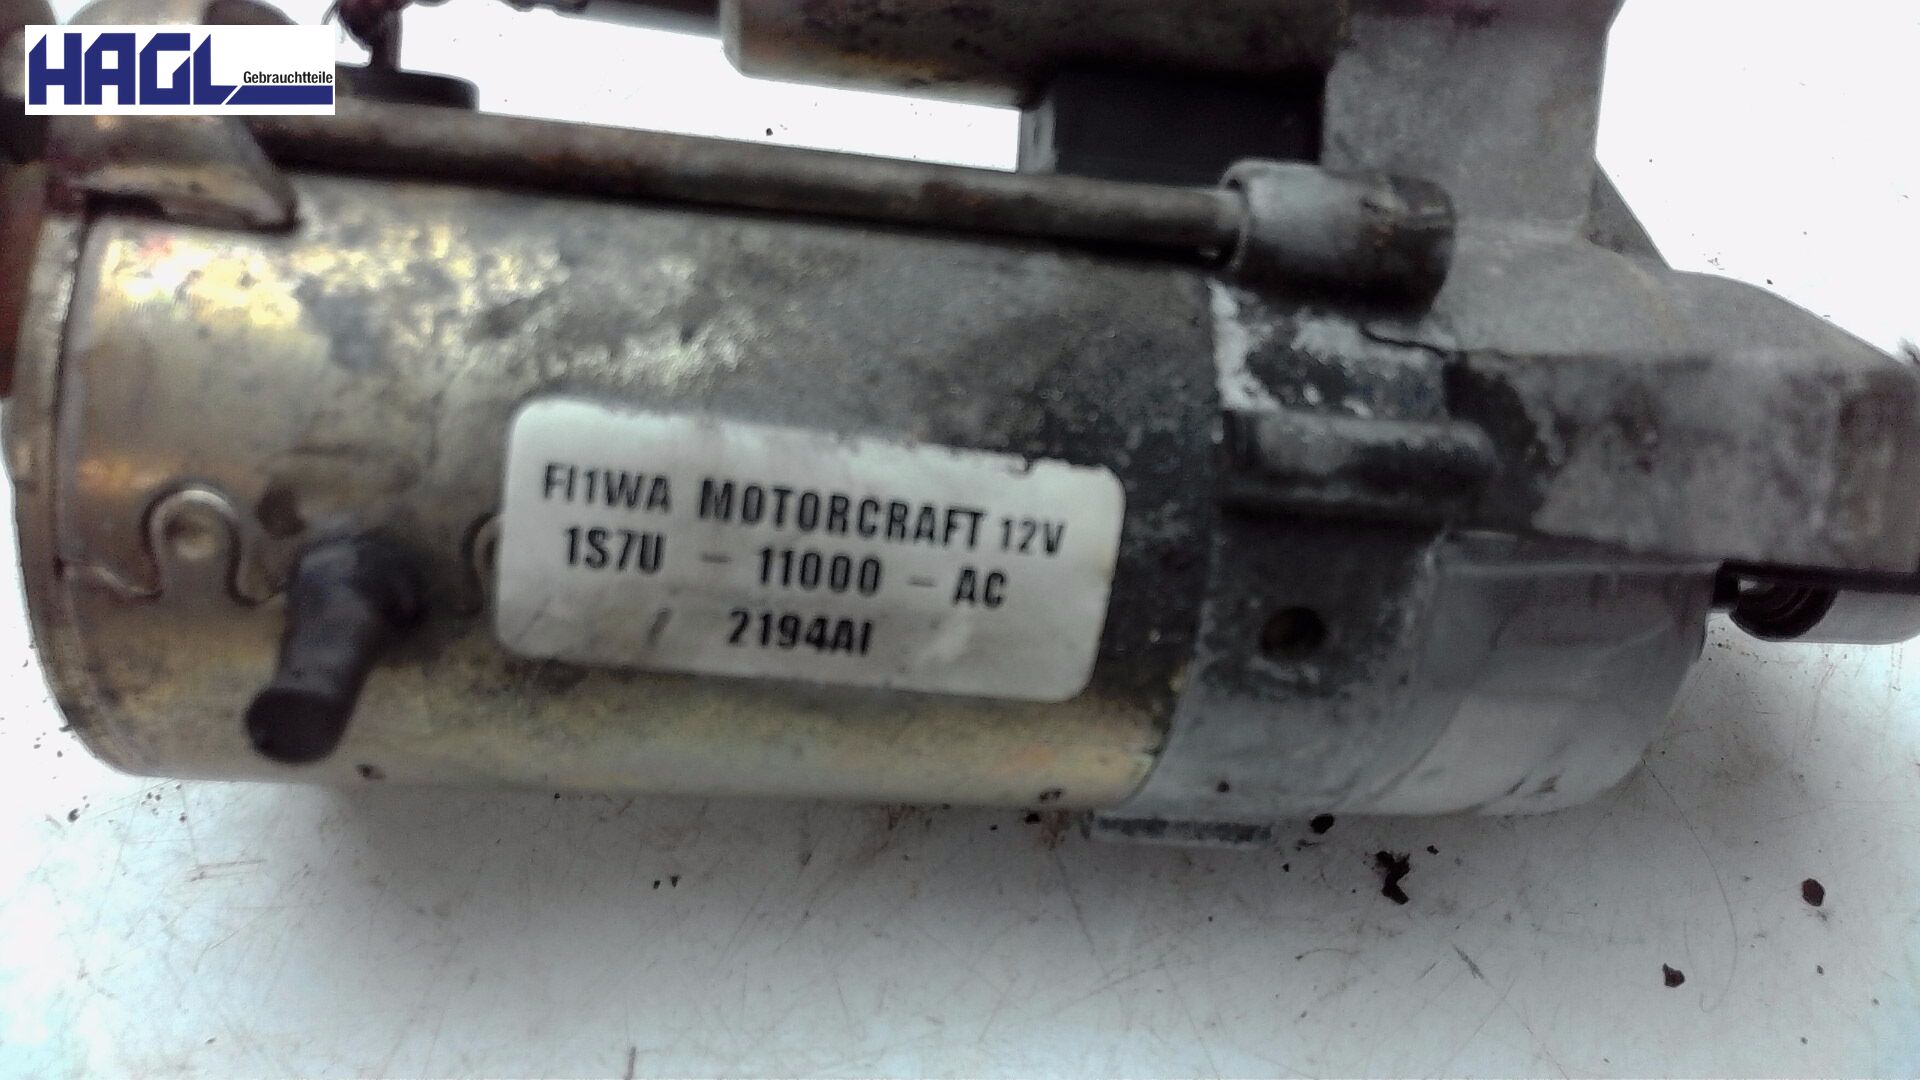 HAGL
Gebrauchtteile
FI1WA MOTORCRAFT 12V
1S7U - 11000 - AC
2194AI